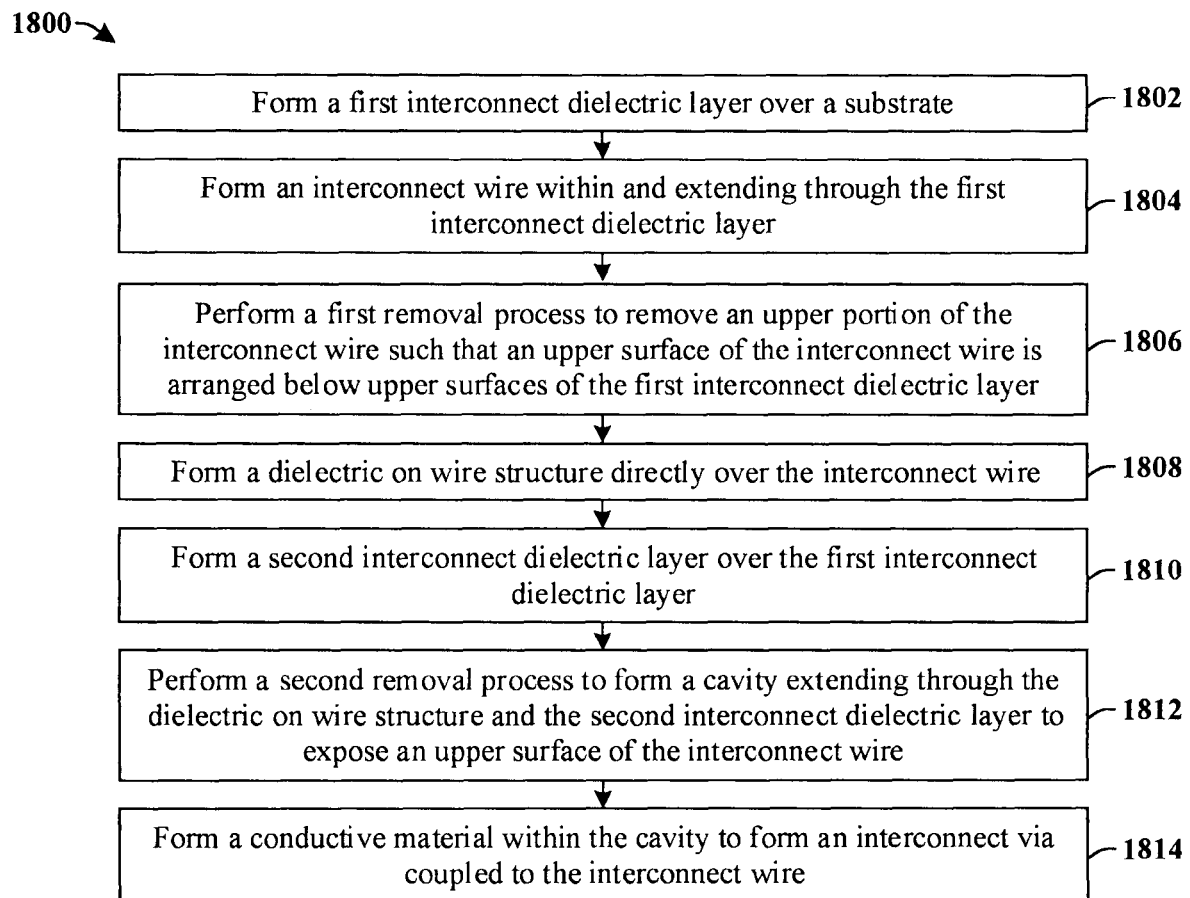 1800
Form a first interconnect dielectric layer over a substrate
1802
Form an interconnect wire within and extending through the first
interconnect dielectric layer
1804
Perform a first removal process to remove an upper portion of the
interconnect wire such that an upper surface of the interconnect wire is
arranged below upper surfaces of the first interconnect dielectric layer
1806
Form a dielectric on wire structure directly over the interconnect wire
1808
Form a second interconnect dielectric layer over the first interconnect
dielectric layer
1810
Perform a second removal process to form a cavity extending through the
dielectric on wire structure and the second interconnect dielectric layer to
expose an upper surface of the interconnect wire
1812
Form a conductive material within the cavity to form an interconnect via
coupled to the interconnect wire
1814